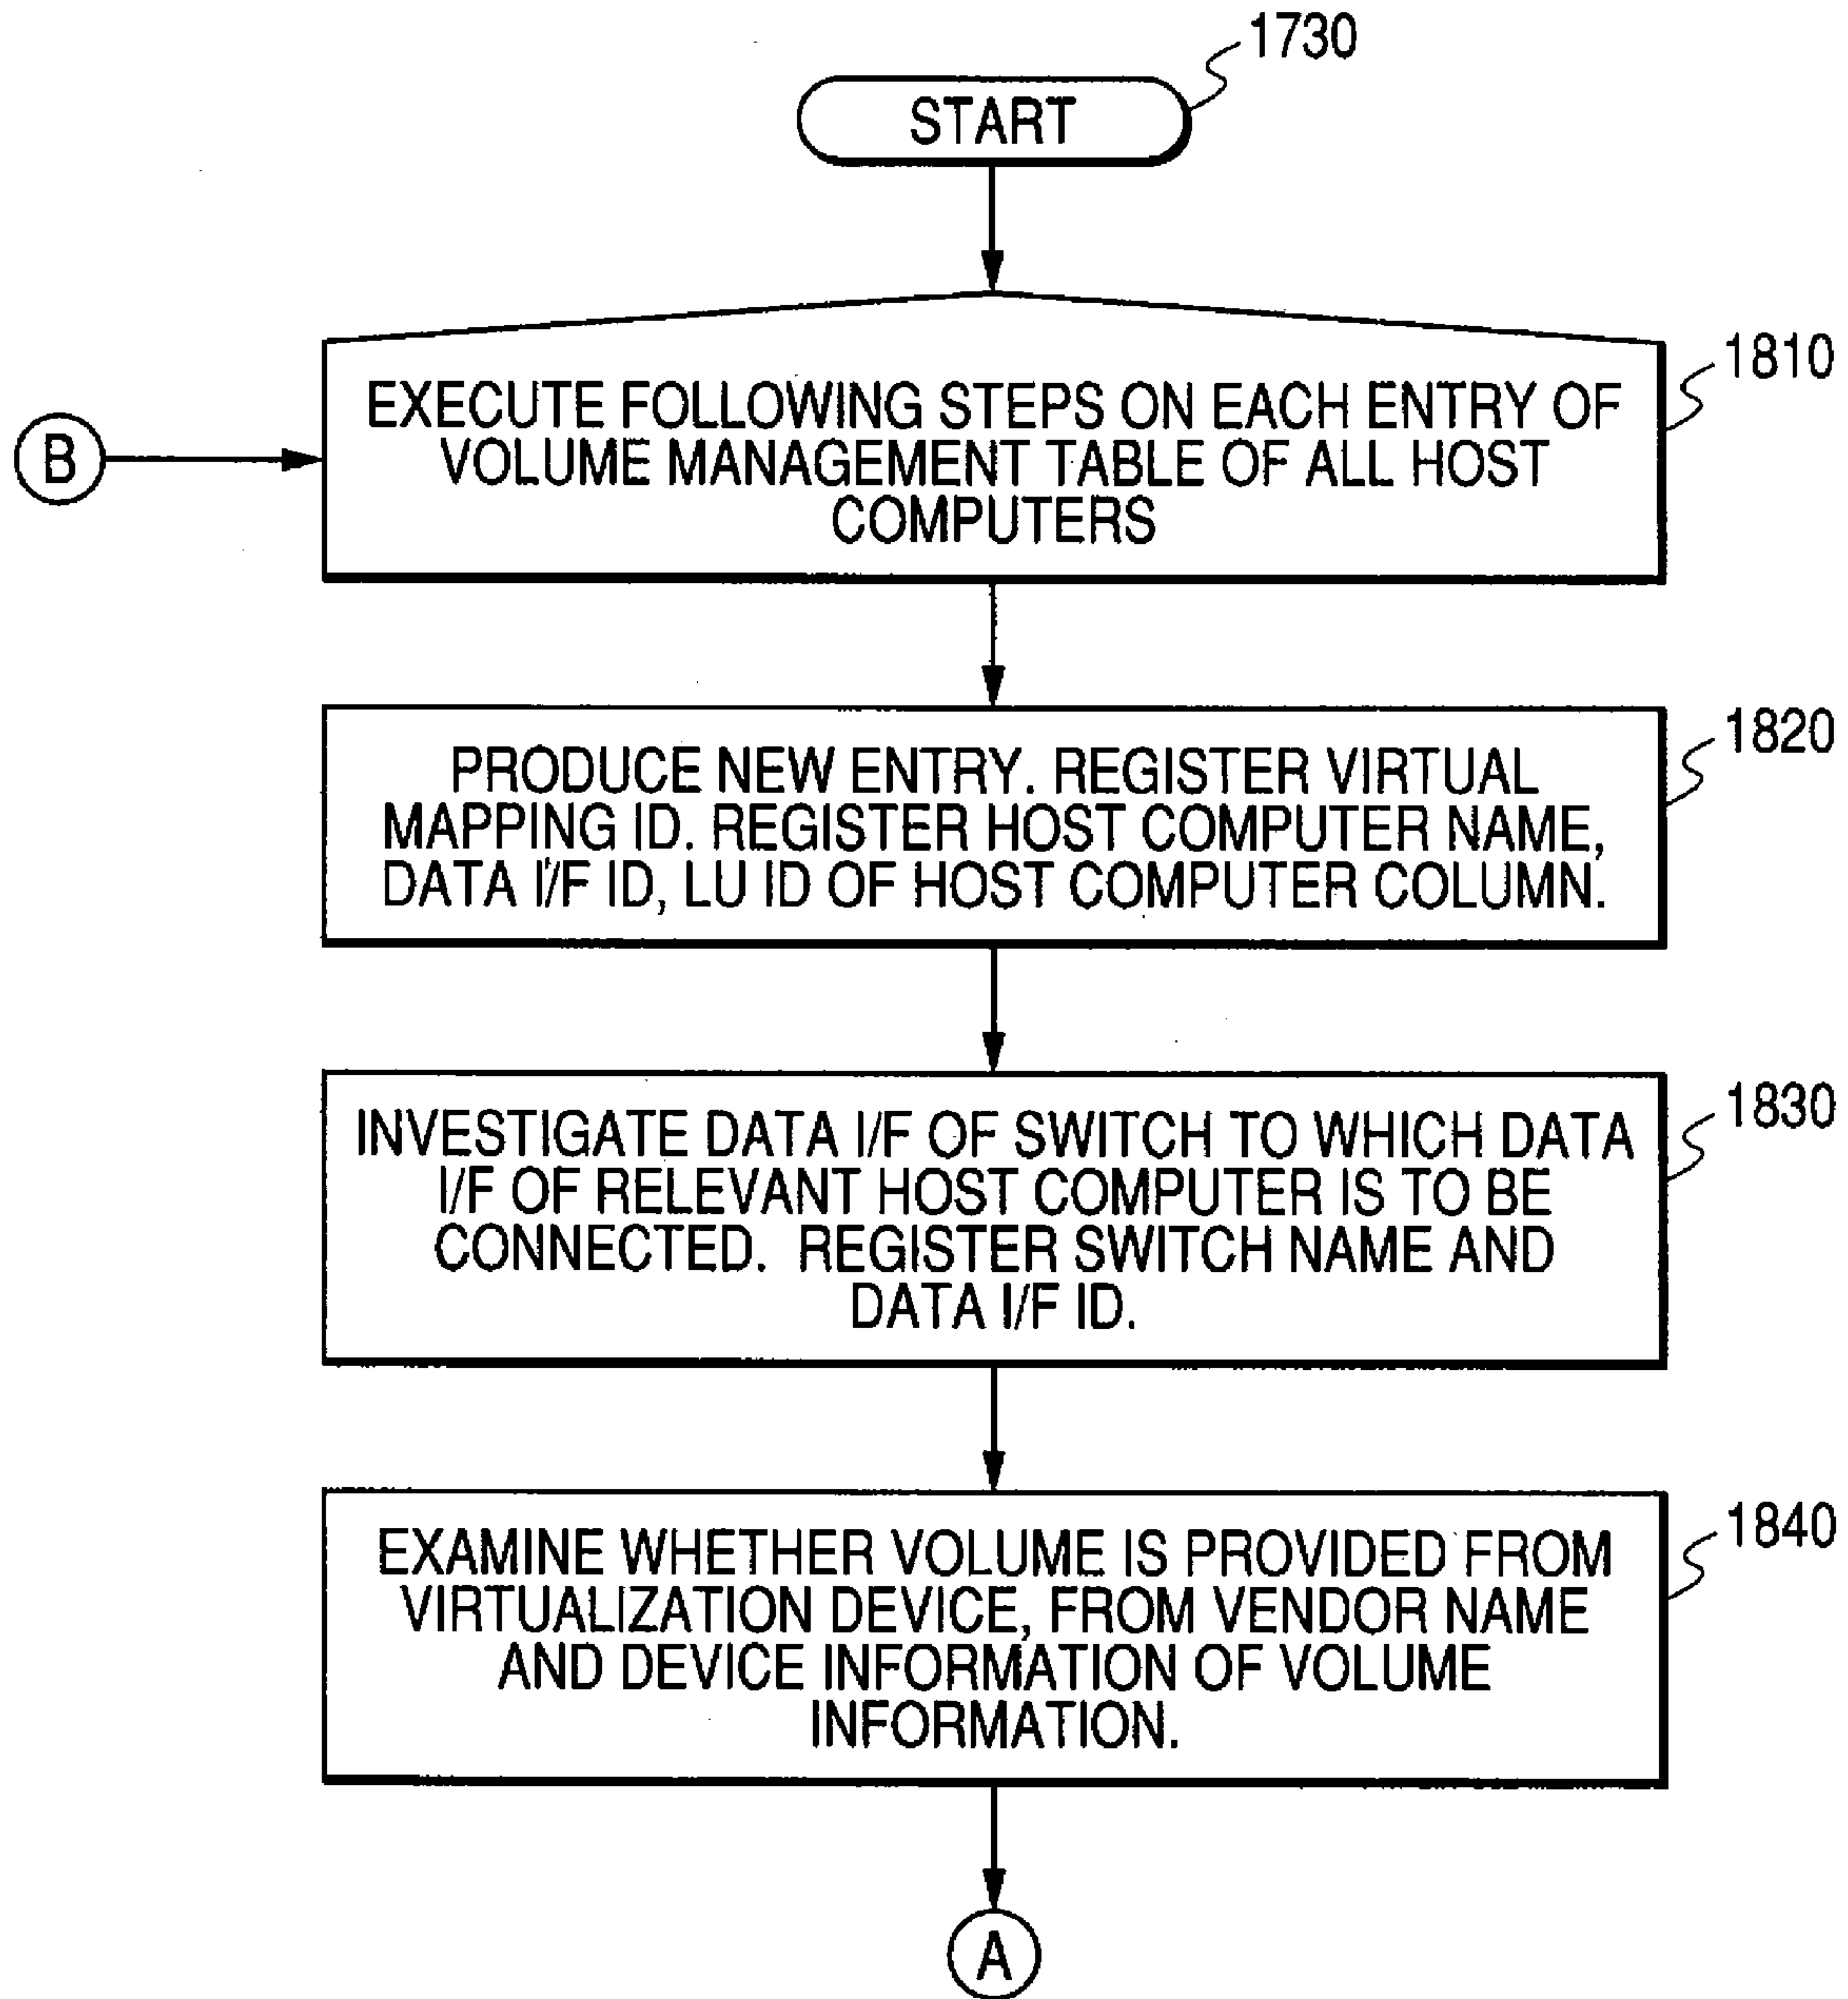 1730
START
1810
EXECUTE FOLLOWING STEPS ON EACH ENTRY OF
VOLUME MANAGEMENT TABLE OF ALL HOST
COMPUTERS
B
1820
PRODUCE NEW ENTRY. REGISTER VIRTUAL
MAPPING ID. REGISTER HOST COMPUTER NAME,
DATA I/F ID, LU ID OF HOST COMPUTER COLUMN.
1830
INVESTIGATE DATA I/F OF SWITCH TO WHICH DATA
I/F OF RELEVANT HOST COMPUTER IS TO BE
CONNECTED. REGISTER SWITCH NAME AND
DATA I/F ID.
1840
EXAMINE WHETHER VOLUME IS PROVIDED FROM
VIRTUALIZATION DEVICE, FROM VENDOR NAME
AND DEVICE INFORMATION OF VOLUME
INFORMATION.
A